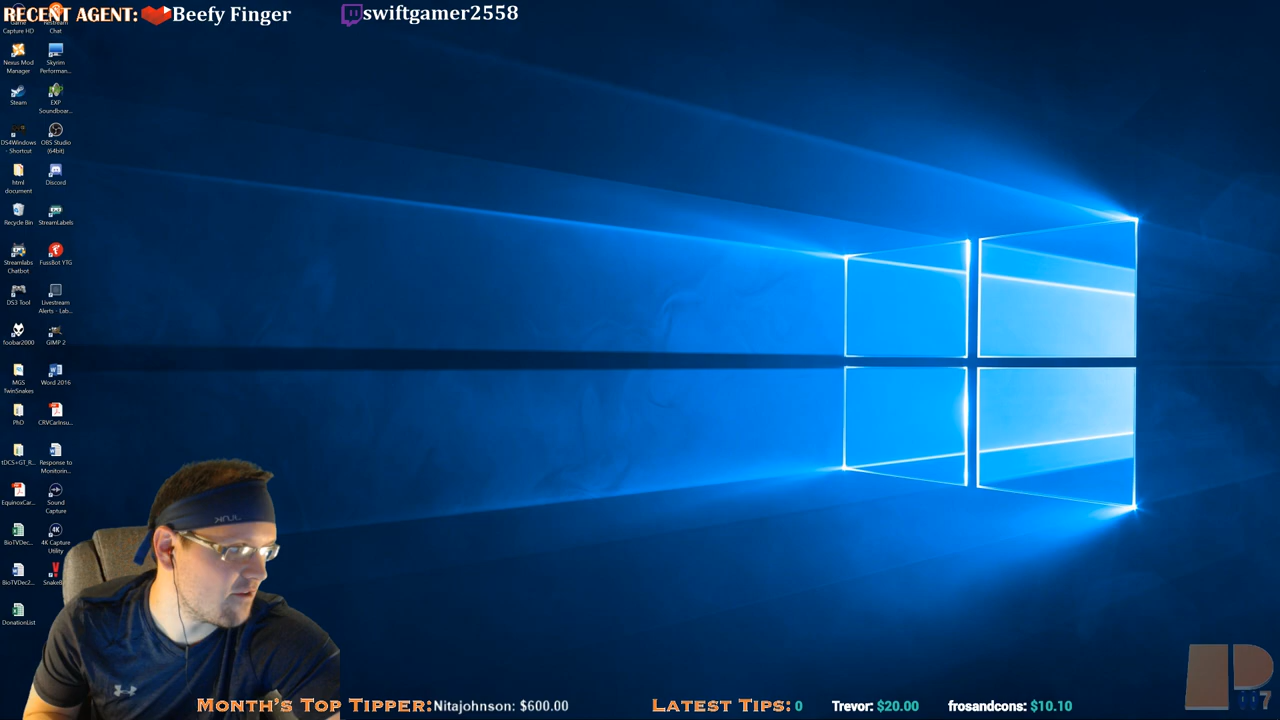 RECENT AGENT: Beefy Finger
swiftgamer2558
Game Capture HD
Restream Chat
Nexus Mod Manager
Skyrim Performan...
Steam
EXP Soundboar...
DS4Windows - Shortcut
OBS Studio (64bit)
html document
Discord
Recycle Bin
StreamLabels
Streamlabs Chatbot
FussBot YTG
DS3 Tool
Livestream Alerts - Lab...
foobar2000
GIMP 2
MGS TwinSnakes
Word 2016
PhD
CRVCarInsu...
tDCS+GT_R...
Response to Monitorin...
EquinoxCar...
Sound Capture
BioTVDec...
4K Capture Utility
BioTVDec2...
DonationList
MONTH'S TOP TIPPER: Nitajohnson: $600.00
LATEST TIPS: 0
Trevor: $20.00
frosandcons: $10.10